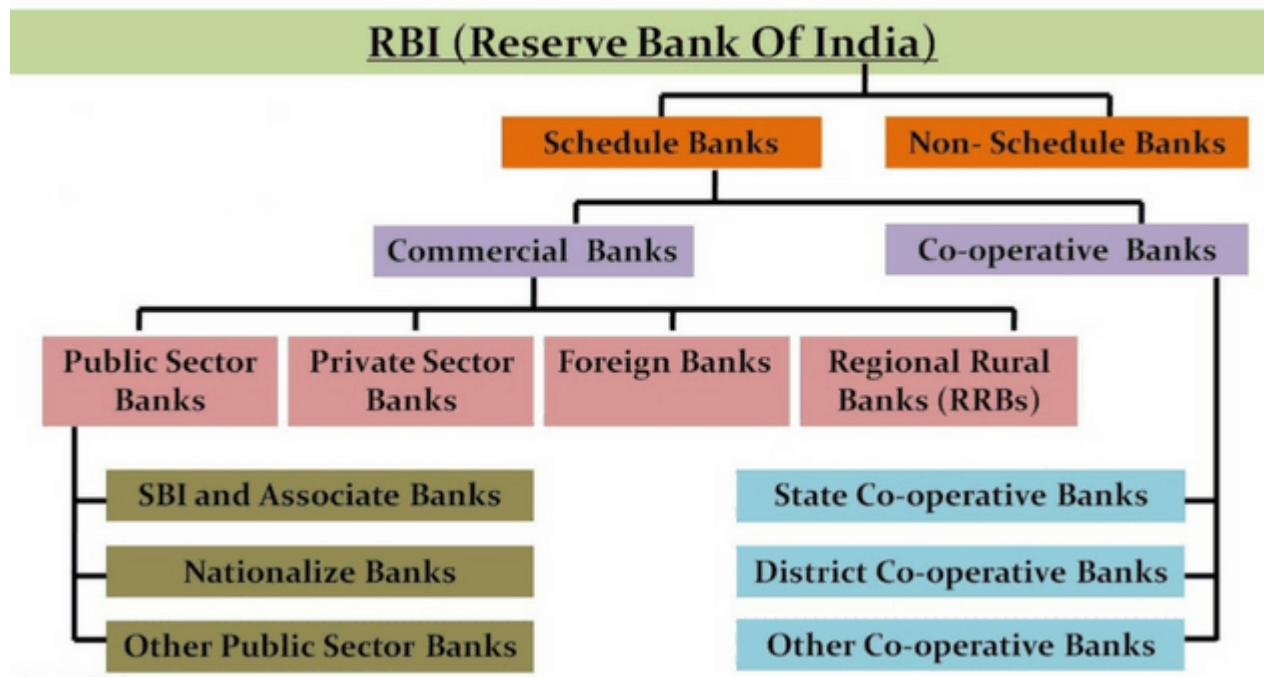 RBI (Reserve Bank Of India)
Schedule Banks
Non- Schedule Banks
Commercial Banks
Co-operative Banks
Public Sector
Banks
Private Sector
Banks
Foreign Banks
Regional Rural
Banks (RRBs)
SBI and Associate Banks
Nationalize Banks
Other Public Sector Banks
State Co-operative Banks
District Co-operative Banks
Other Co-operative Banks